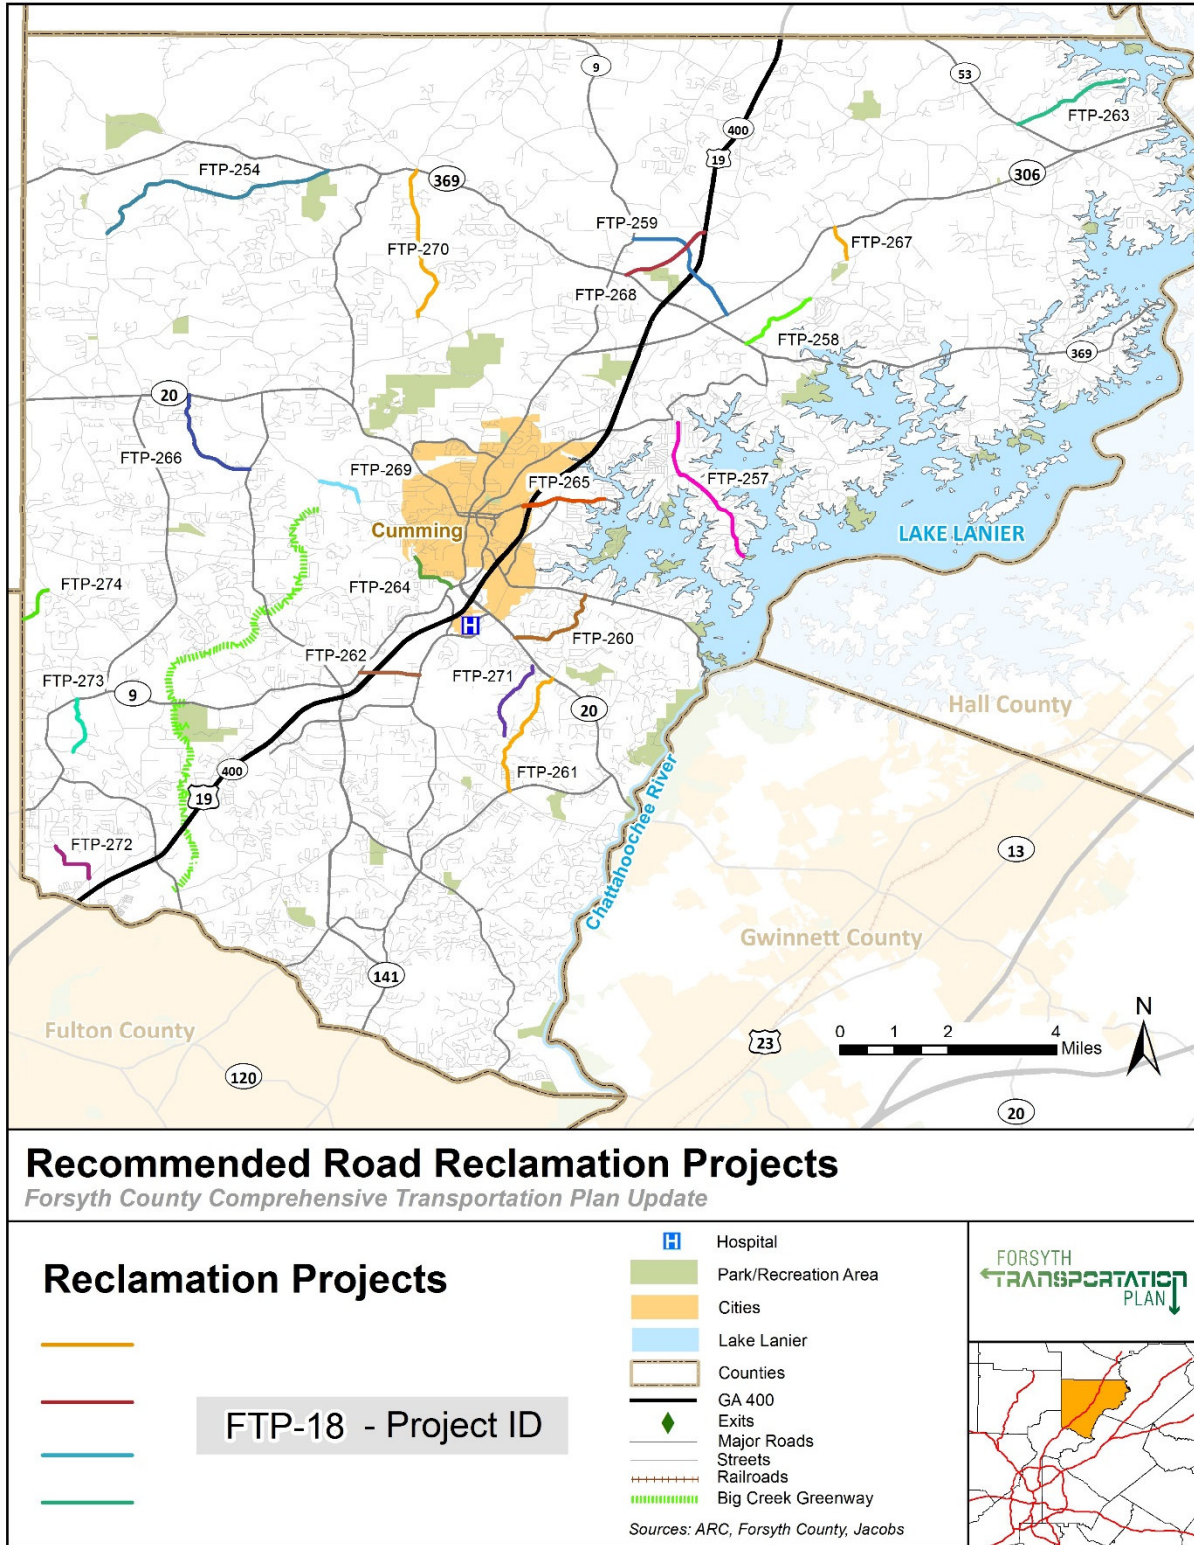 9
53
400
19
FTP-263
FTP-254
369
306
FTP-259
FTP-270
FTP-267
FTP-268
FTP-258
369
20
FTP-266
FTP-269
FTP-265
FTP-257
Cumming
LAKE LANIER
FTP-264
FTP-274
H
FTP-260
FTP-262
FTP-271
FTP-273
9
20
Hall County
400
19
FTP-261
Chattahoochee River
FTP-272
13
Gwinnett County
141
Fulton County
N
0 1 2 4
Miles
23
120
20
Recommended Road Reclamation Projects
Forsyth County Comprehensive Transportation Plan Update
Reclamation Projects
FTP-18 - Project ID
H Hospital
Park/Recreation Area
Cities
Lake Lanier
Counties
GA 400
Exits
Major Roads
Streets
Railroads
Big Creek Greenway
Sources: ARC, Forsyth County, Jacobs
FORSYTH
TRANSPORTATION
PLAN